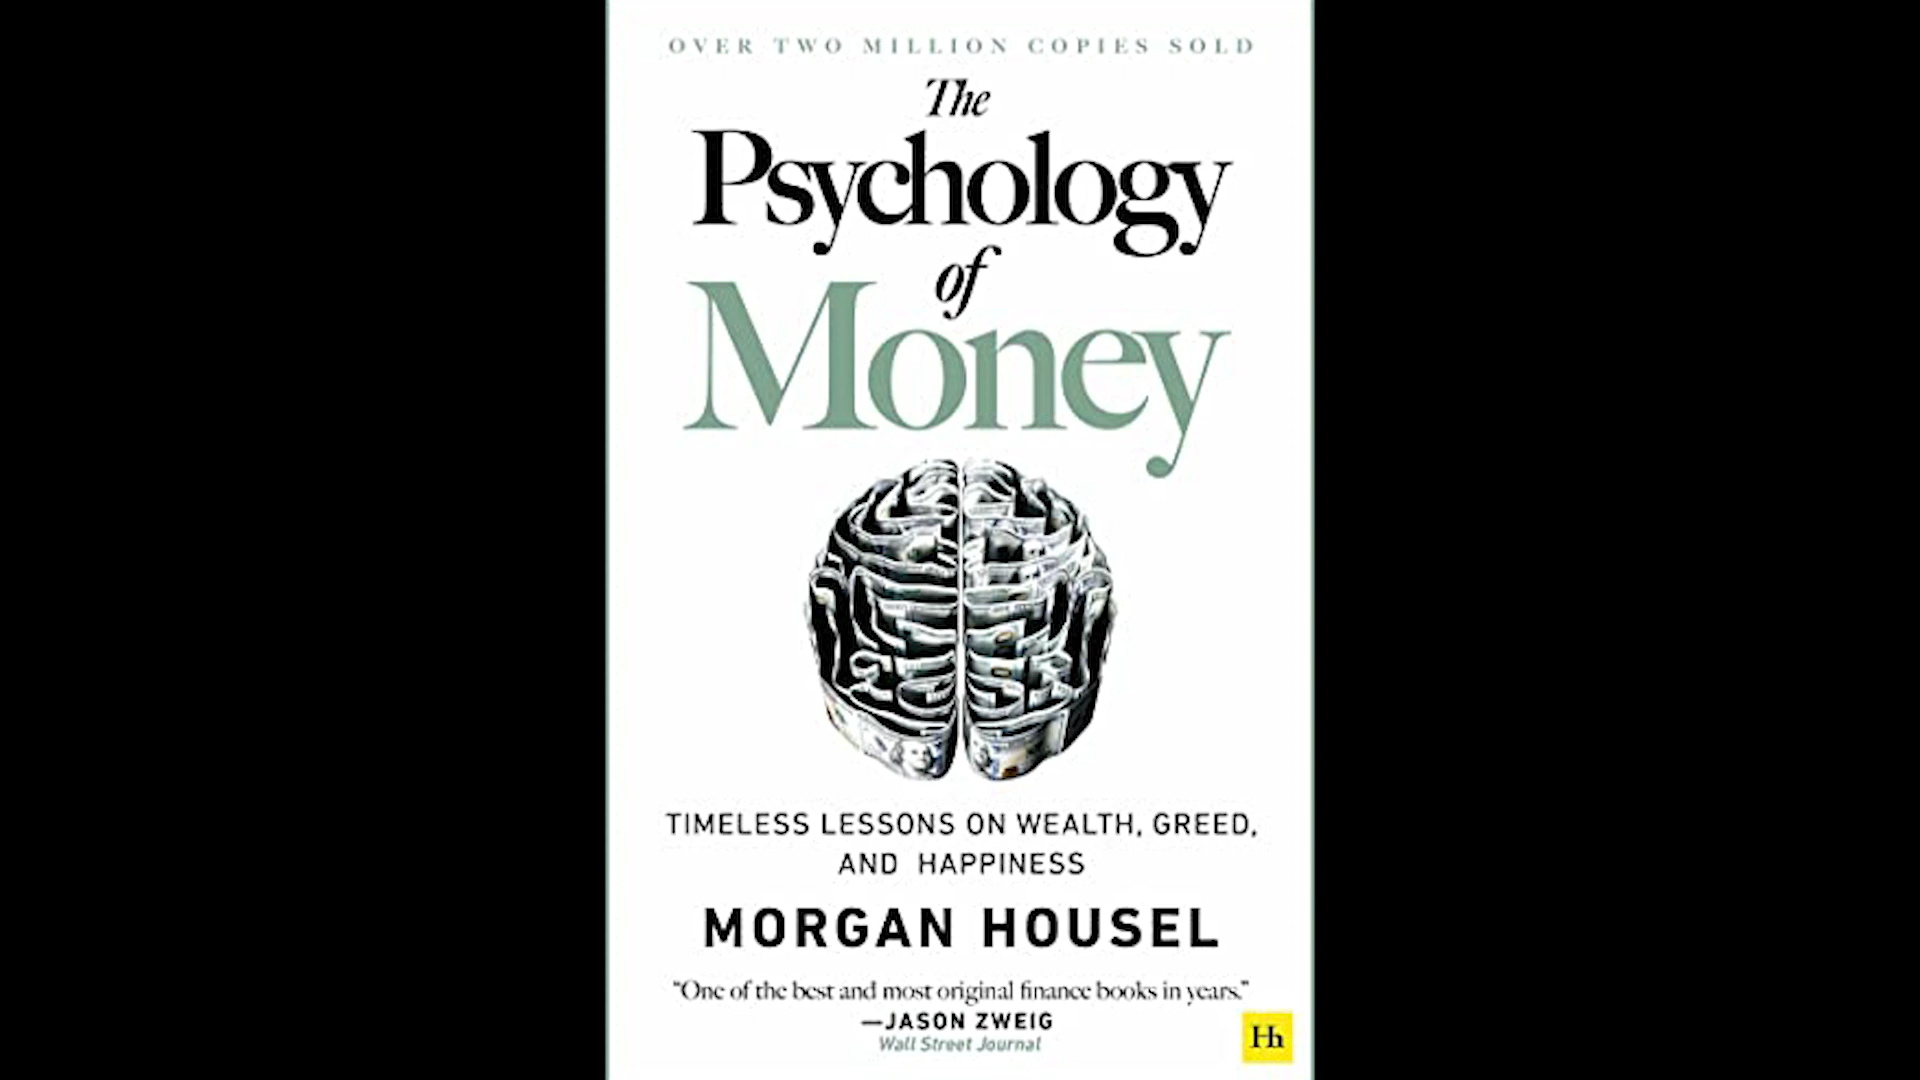 OVER TWO MILLION COPIES SOLD
The
Psychology
of
Money
TIMELESS LESSONS ON WEALTH, GREED,
AND HAPPINESS
MORGAN HOUSEL
“One of the best and most original finance books in years.”
—JASON ZWEIG
Wall Street Journal
Hh